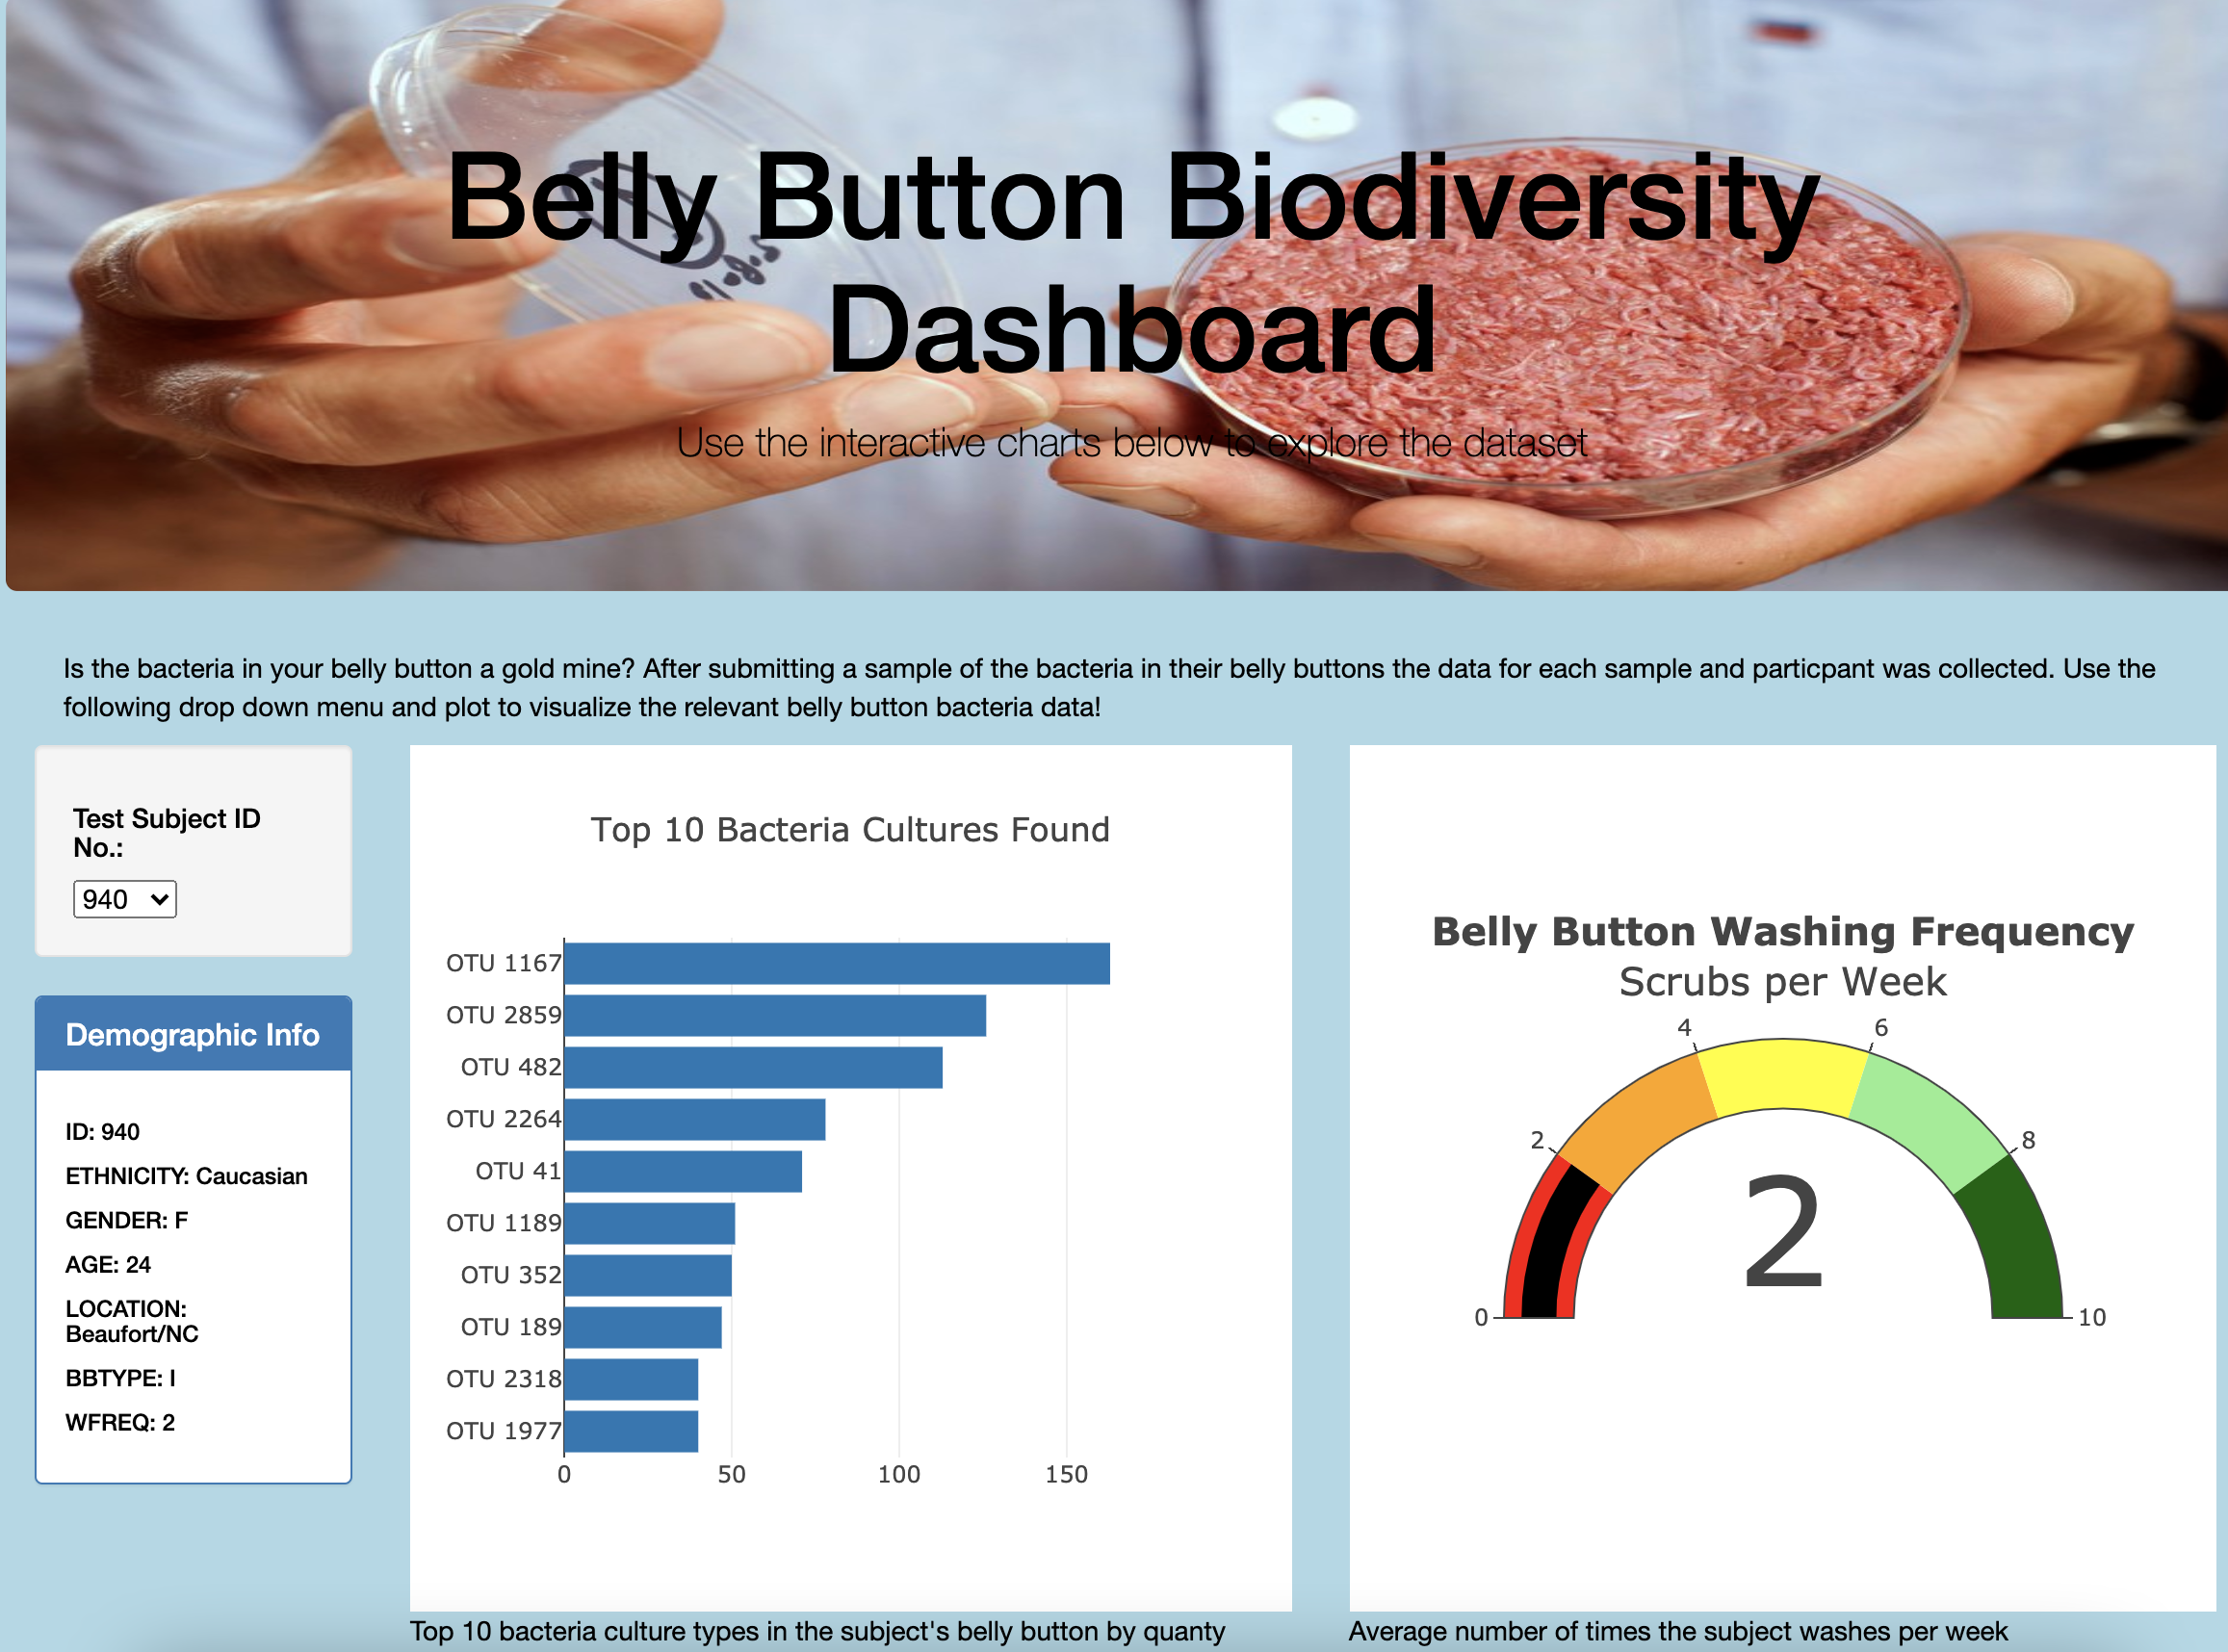 Belly Button Biodiversity
Dashboard
Use the interactive charts below to explore the dataset
Is the bacteria in your belly button a gold mine? After submitting a sample of the bacteria in their belly buttons the data for each sample and particpant was collected. Use the
following drop down menu and plot to visualize the relevant belly button bacteria data!
Test Subject ID
No.:
940
Demographic Info
ID: 940
ETHNICITY: Caucasian
GENDER: F
AGE: 24
LOCATION:
Beaufort/NC
BBTYPE: I
WFREQ: 2
Top 10 Bacteria Cultures Found
OTU 1167
OTU 2859
OTU 482
OTU 2264
OTU 41
OTU 1189
OTU 352
OTU 189
OTU 2318
OTU 1977
0 50 100 150
Top 10 bacteria culture types in the subject's belly button by quanty
Belly Button Washing Frequency
Scrubs per Week
4 6
2 8
2
0 10
Average number of times the subject washes per week